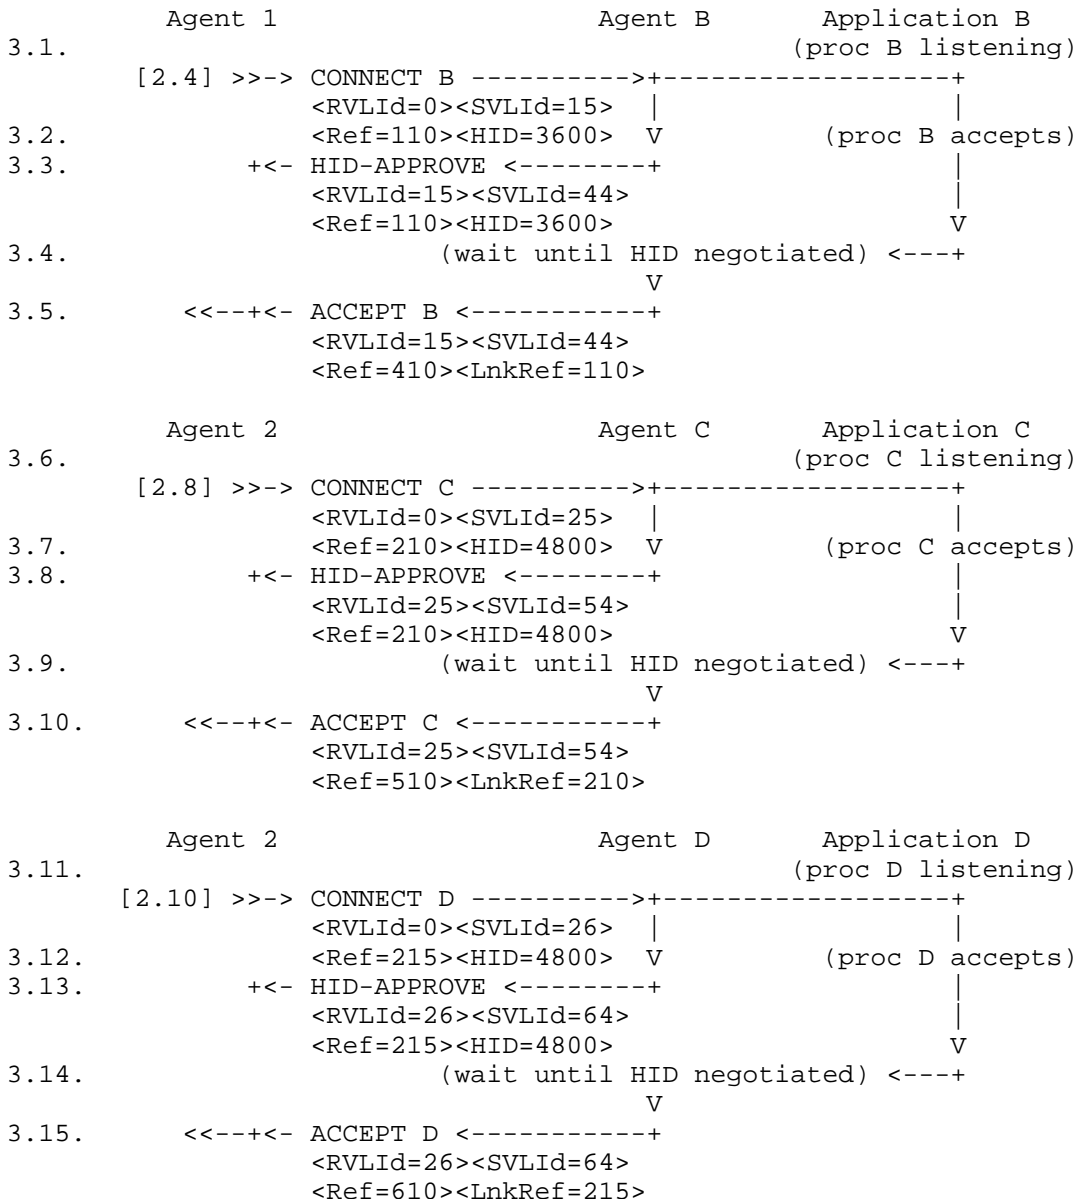 Agent 1                    Agent B       Application B
3.1.                                             (proc B listening)
        [2.4] >>-> CONNECT B ---------->+------------------+
                   <RVLId=0><SVLId=15>  |                  |
3.2.               <Ref=110><HID=3600>  V          (proc B accepts)
3.3.           +<- HID-APPROVE <--------+                  |
                   <RVLId=15><SVLId=44>                    |
                   <Ref=110><HID=3600>                     V
3.4.                       (wait until HID negotiated) <---+
                                        V
3.5.       <<--+<- ACCEPT B <-----------+
                   <RVLId=15><SVLId=44>
                   <Ref=410><LnkRef=110>

          Agent 2                    Agent C       Application C
3.6.                                             (proc C listening)
        [2.8] >>-> CONNECT C ---------->+------------------+
                   <RVLId=0><SVLId=25>  |                  |
3.7.               <Ref=210><HID=4800>  V          (proc C accepts)
3.8.           +<- HID-APPROVE <--------+                  |
                   <RVLId=25><SVLId=54>                    |
                   <Ref=210><HID=4800>                     V
3.9.                       (wait until HID negotiated) <---+
                                        V
3.10.      <<--+<- ACCEPT C <-----------+
                   <RVLId=25><SVLId=54>
                   <Ref=510><LnkRef=210>

          Agent 2                    Agent D       Application D
3.11.                                            (proc D listening)
       [2.10] >>-> CONNECT D ---------->+------------------+
                   <RVLId=0><SVLId=26>  |                  |
3.12.              <Ref=215><HID=4800>  V          (proc D accepts)
3.13.          +<- HID-APPROVE <--------+                  |
                   <RVLId=26><SVLId=64>                    |
                   <Ref=215><HID=4800>                     V
3.14.                      (wait until HID negotiated) <---+
                                        V
3.15.      <<--+<- ACCEPT D <-----------+
                   <RVLId=26><SVLId=64>
                   <Ref=610><LnkRef=215>